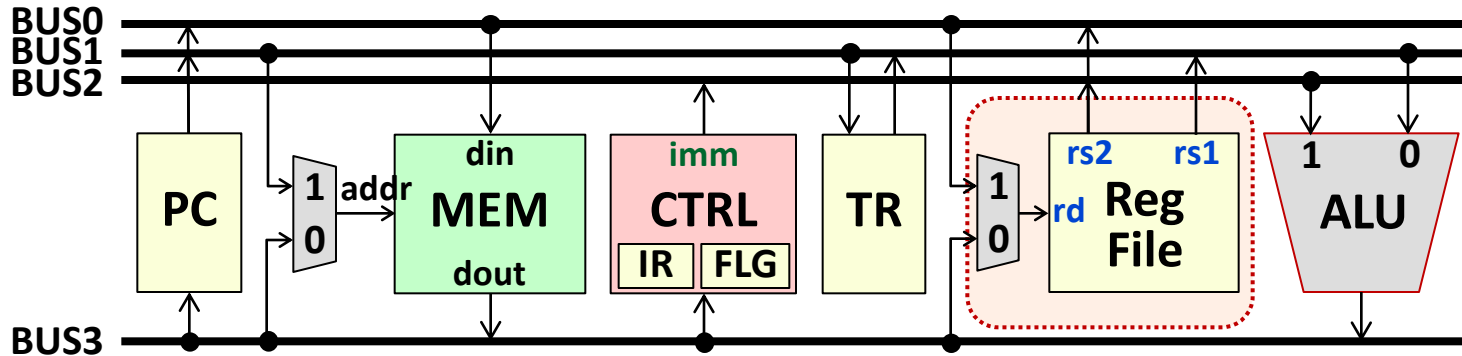 BUS0
BUS1
BUS2
din
imm
rs2 rs1
1 0
PC
1
0
addr
MEM
CTRL
TR
1
0
rd
Reg
File
ALU
dout
IR
FLG
BUS3